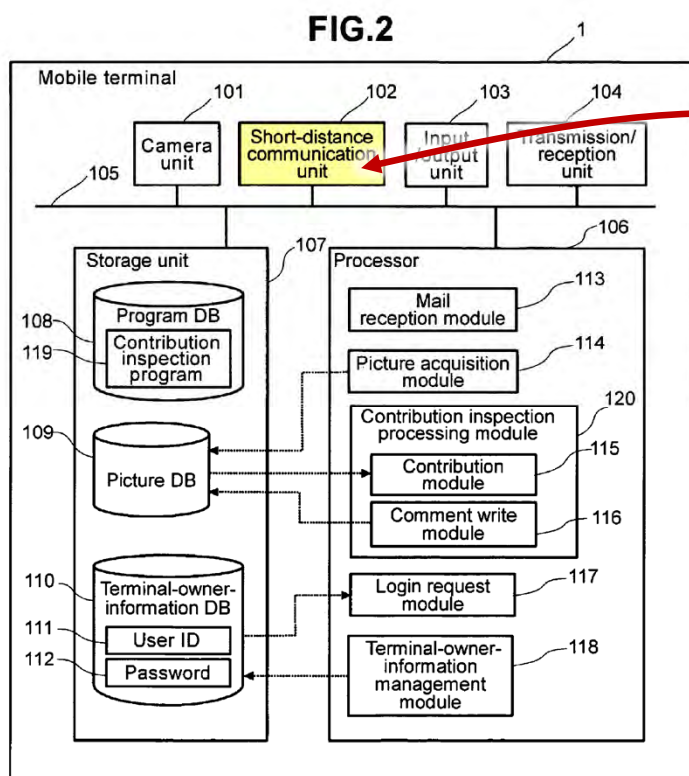 FIG.2
1
Mobile terminal
101
102
103
104
Camera
unit
Short-distance
communication
unit
Input
/output
unit
Transmission/
reception unit
105
106
107
Storage unit
Program DB
108
119
Contribution
inspection
program
109
Picture DB
110
Terminal-owner-
information DB
111
User ID
112
Password
Processor
Mail
reception module
113
Picture acquisition
module
114
120
Contribution inspection
processing module
Contribution
module
115
Comment write
module
116
Login request
module
117
Terminal-owner-
information
management
module
118